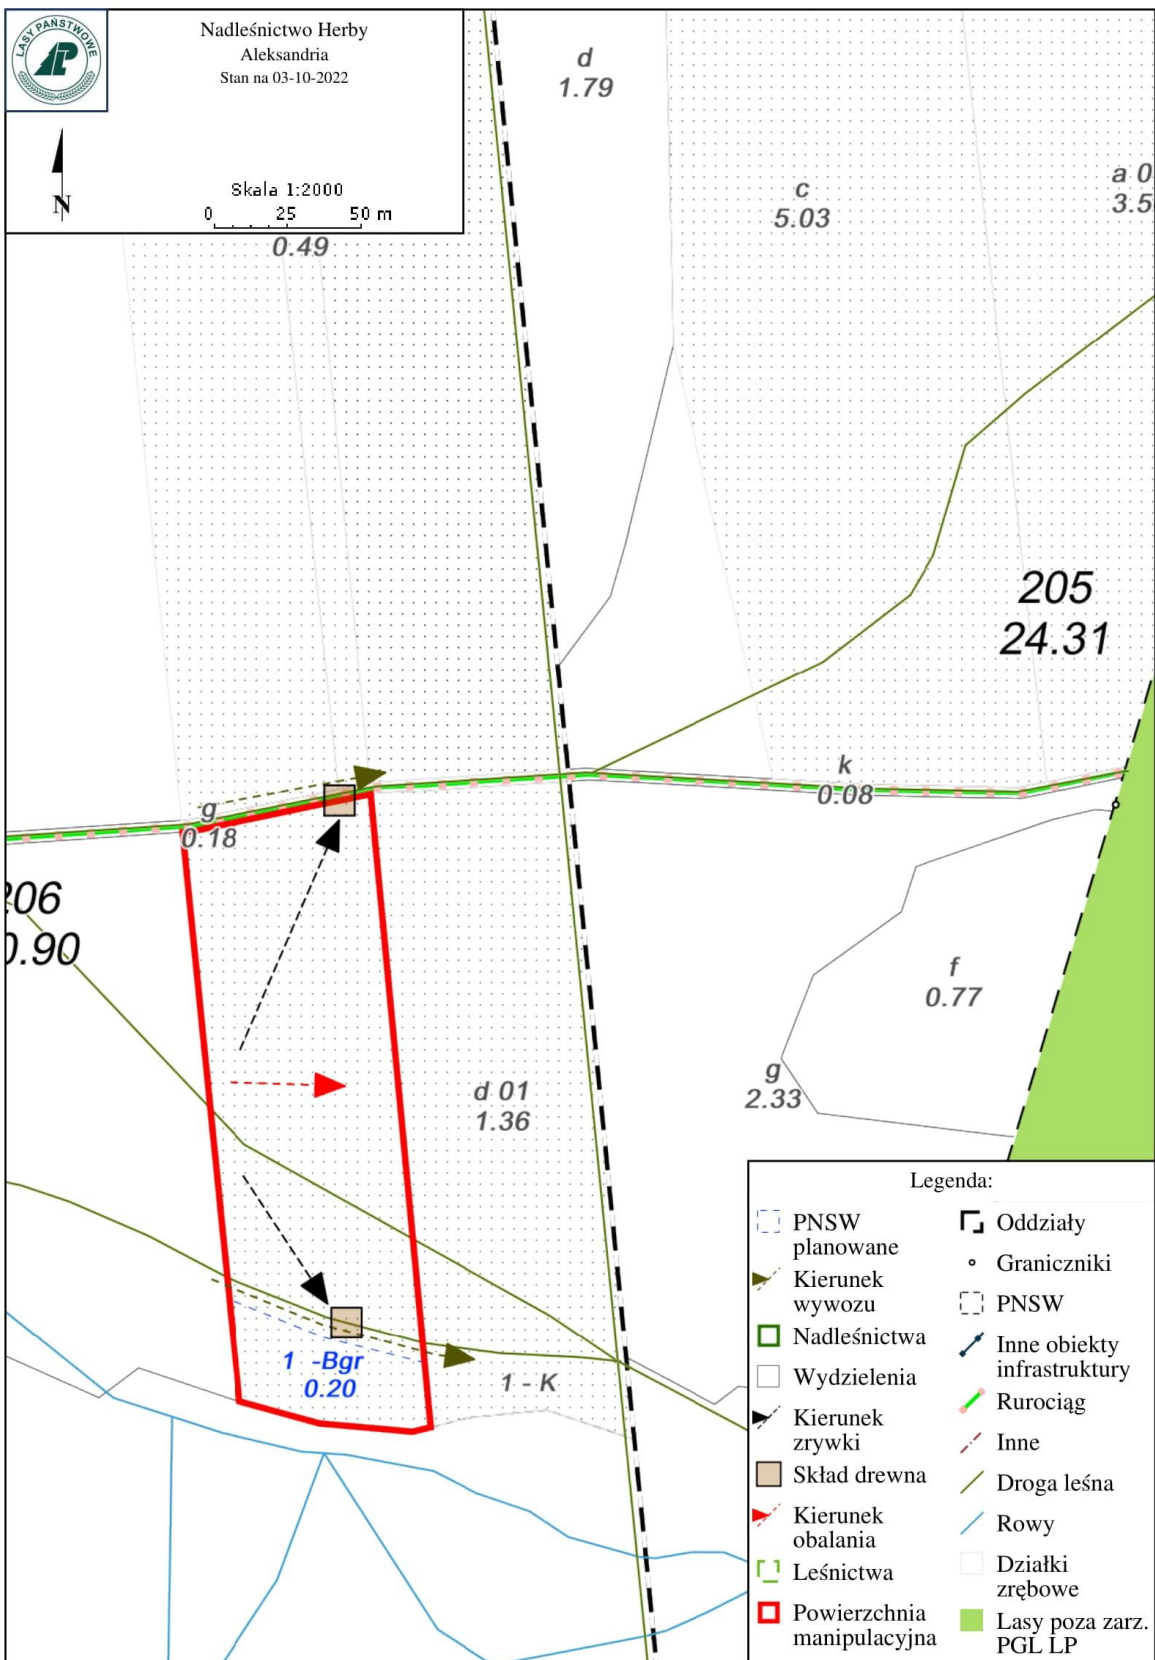 LASY PAŃSTWOWE
Nadleśnictwo Herby
Aleksandria
Stan na 03-10-2022
N
Skala 1:2000
0 25 50 m
0.49
d
1.79
c
5.03
a 0
3.5
205
24.31
k
0.08
g
0.18
206
0.90
f
0.77
g
2.33
d 01
1.36
1 -Bgr
0.20
1 - K
Legenda:
PNSW
planowane
Kierunek
wywozu
Nadleśnictwa
Wydzielenia
Kierunek
zrywki
Skład drewna
Kierunek
obalania
Leśnictwa
Powierzchnia
manipulacyjna
Oddziały
Graniczniki
PNSW
Inne obiekty
infrastruktury
Rurociąg
Inne
Droga leśna
Rowy
Działki
zrębowe
Lasy poza zarz.
PGL LP